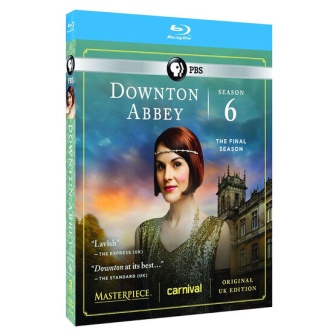 Blu-ray Disc
PBS
DOWNTON
ABBEY
SEASON
6
THE FINAL
SEASON
"Lavish"
— THE EXPRESS (UK)
"Downton at its best..."
— THE STANDARD (UK)
MASTERPIECE.
carnival
ORIGINAL
UK EDITION
DOWNTON ABBEY